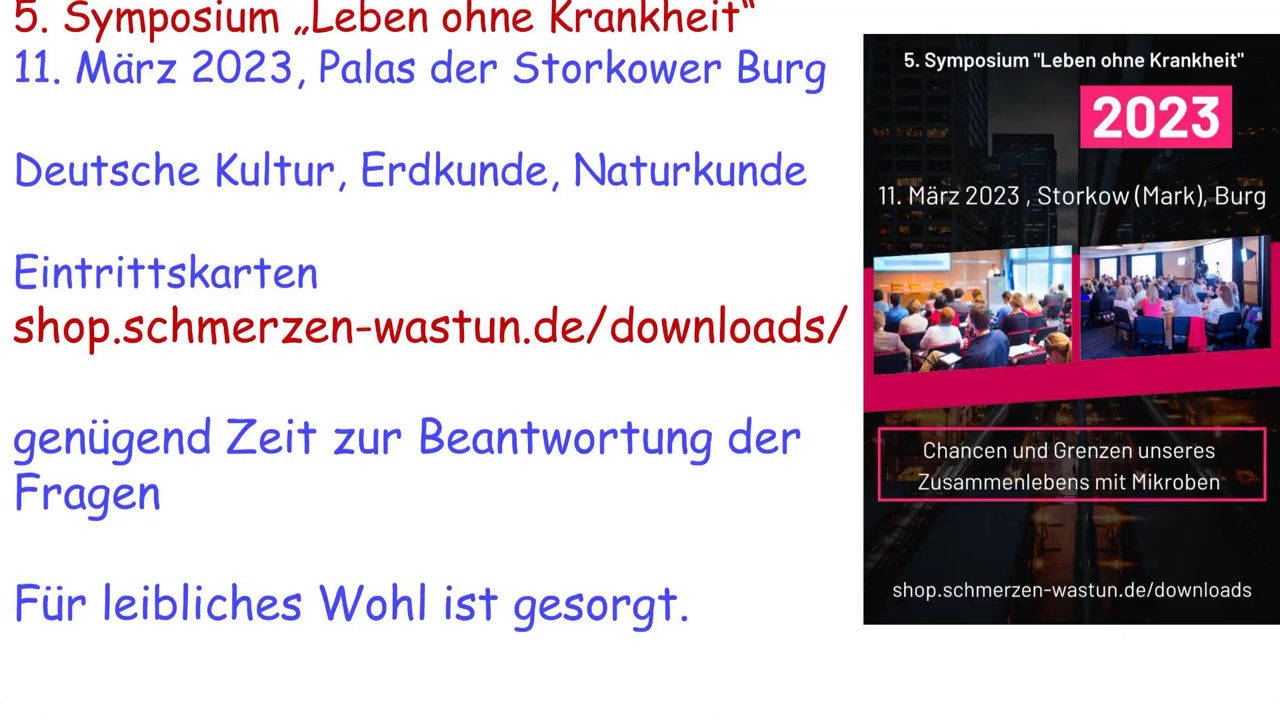 5. Symposium „Leben ohne Krankheit“
11. März 2023, Palas der Storkower Burg
Deutsche Kultur, Erdkunde, Naturkunde
Eintrittskarten
shop.schmerzen-wastun.de/downloads/
genügend Zeit zur Beantwortung der
Fragen
Für leibliches Wohl ist gesorgt.
5. Symposium "Leben ohne Krankheit"
2023
11. März 2023 , Storkow (Mark), Burg
Chancen und Grenzen unseres
Zusammenlebens mit Mikroben
shop.schmerzen-wastun.de/downloads